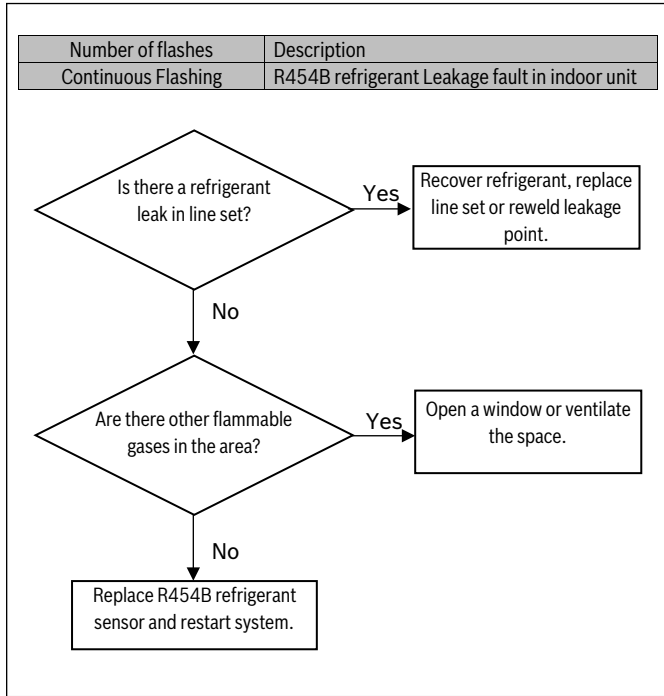 Number of flashes Description
Continuous Flashing R454B refrigerant Leakage fault in indoor unit
Is there a refrigerant
leak in line set?
Yes
Recover refrigerant, replace
line set or reweld leakage
point.
No
Are there other flammable
gases in the area?
Yes
Open a window or ventilate
the space.
No
Replace R454B refrigerant
sensor and restart system.